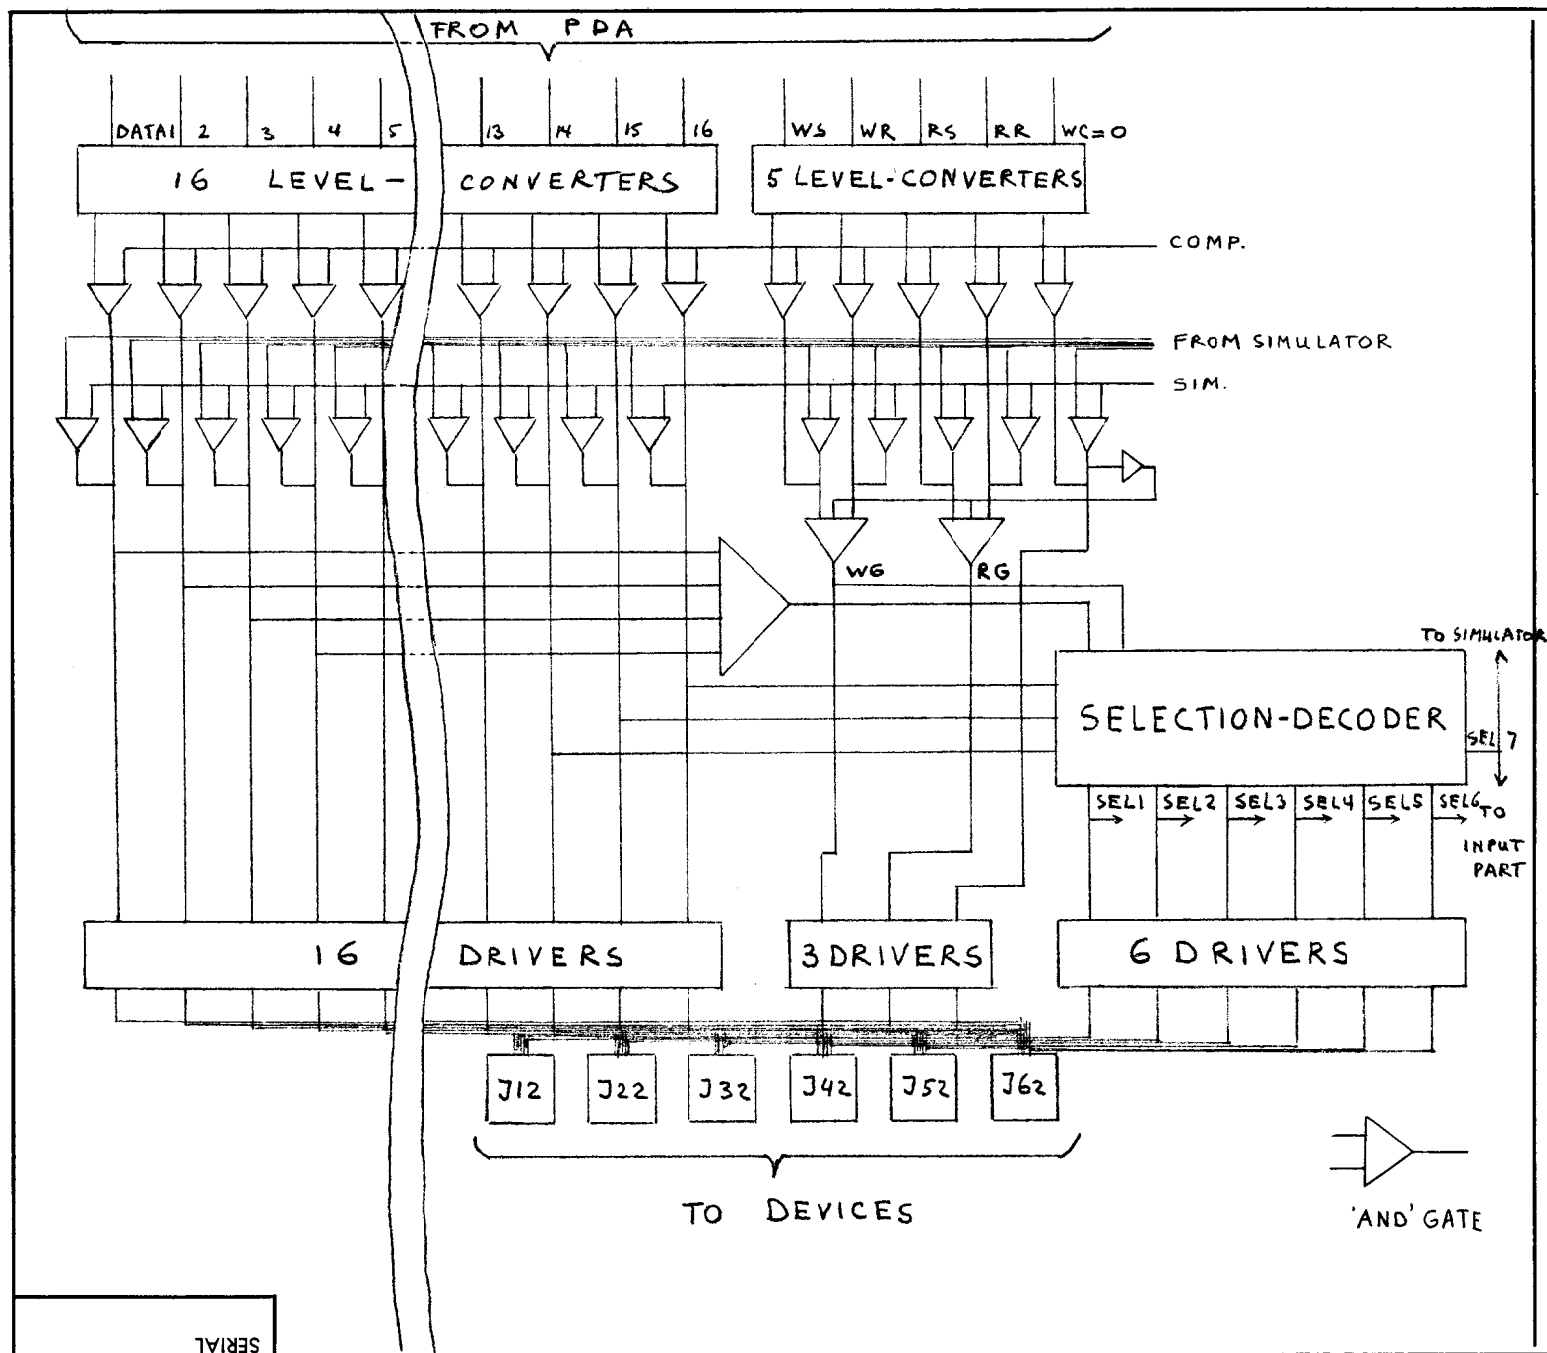 FROM PDA
DATA1 2 3 4 5 13 14 15 16 WS WR RS RR WC=0
16 LEVEL-CONVERTERS
5 LEVEL-CONVERTERS
COMP.
FROM SIMULATOR
SIM.
WG RG
TO SIMULATOR
SELECTION-DECODER
SEL 7
SEL1 SEL2 SEL3 SEL4 SEL5 SEL6
TO
INPUT
PART
16 DRIVERS
3 DRIVERS
6 DRIVERS
J12 J22 J32 J42 J52 J62
TO DEVICES
'AND' GATE
SERIAL